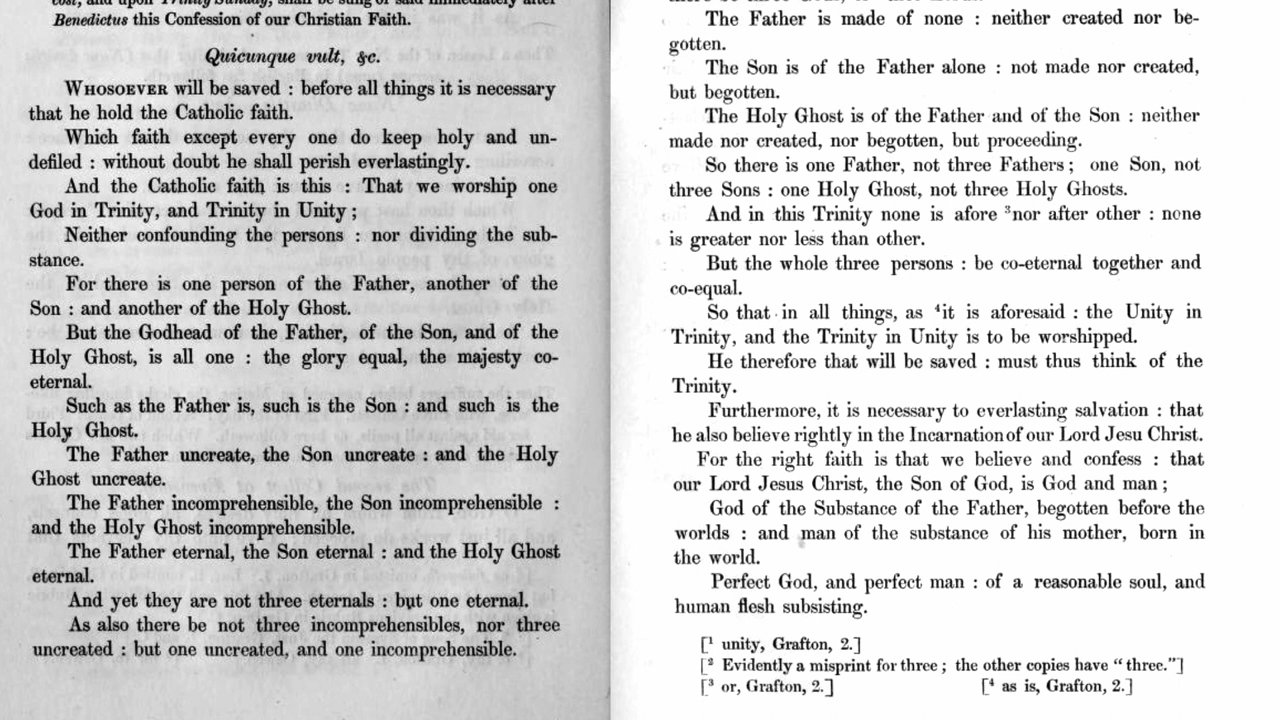 cost, and upon Trinity Sunday, shall be sung or said immediately after
Benedictus this Confession of our Christian Faith.
Quicunque vult, &c.
WHOSOEVER will be saved : before all things it is necessary
that he hold the Catholic faith.
Which faith except every one do keep holy and un-
defiled : without doubt he shall perish everlastingly.
And the Catholic faith is this : That we worship one
God in Trinity, and Trinity in Unity ;
Neither confounding the persons : nor dividing the sub-
stance.
For there is one person of the Father, another of the
Son : and another of the Holy Ghost.
But the Godhead of the Father, of the Son, and of the
Holy Ghost, is all one : the glory equal, the majesty co-
eternal.
Such as the Father is, such is the Son : and such is the
Holy Ghost.
The Father uncreate, the Son uncreate : and the Holy
Ghost uncreate.
The Father incomprehensible, the Son incomprehensible :
and the Holy Ghost incomprehensible.
The Father eternal, the Son eternal : and the Holy Ghost
eternal.
And yet they are not three eternals : but one eternal.
As also there be not three incomprehensibles, nor three
uncreated : but one uncreated, and one incomprehensible.
The Father is made of none : neither created nor be-
gotten.
The Son is of the Father alone : not made nor created,
but begotten.
The Holy Ghost is of the Father and of the Son : neither
made nor created, nor begotten, but proceeding.
So there is one Father, not three Fathers ; one Son, not
three Sons : one Holy Ghost, not three Holy Ghosts.
And in this Trinity none is afore ³nor after other : none
is greater nor less than other.
But the whole three persons : be co-eternal together and
co-equal.
So that in all things, as ⁴it is aforesaid : the Unity in
Trinity, and the Trinity in Unity is to be worshipped.
He therefore that will be saved : must thus think of the
Trinity.
Furthermore, it is necessary to everlasting salvation : that
he also believe rightly in the Incarnation of our Lord Jesu Christ.
For the right faith is that we believe and confess : that
our Lord Jesus Christ, the Son of God, is God and man ;
God of the Substance of the Father, begotten before the
worlds : and man of the substance of his mother, born in
the world.
Perfect God, and perfect man : of a reasonable soul, and
human flesh subsisting.
[¹ unity, Grafton, 2.]
[² Evidently a misprint for three ; the other copies have "three."]
[³ or, Grafton, 2.] [⁴ as is, Grafton, 2.]